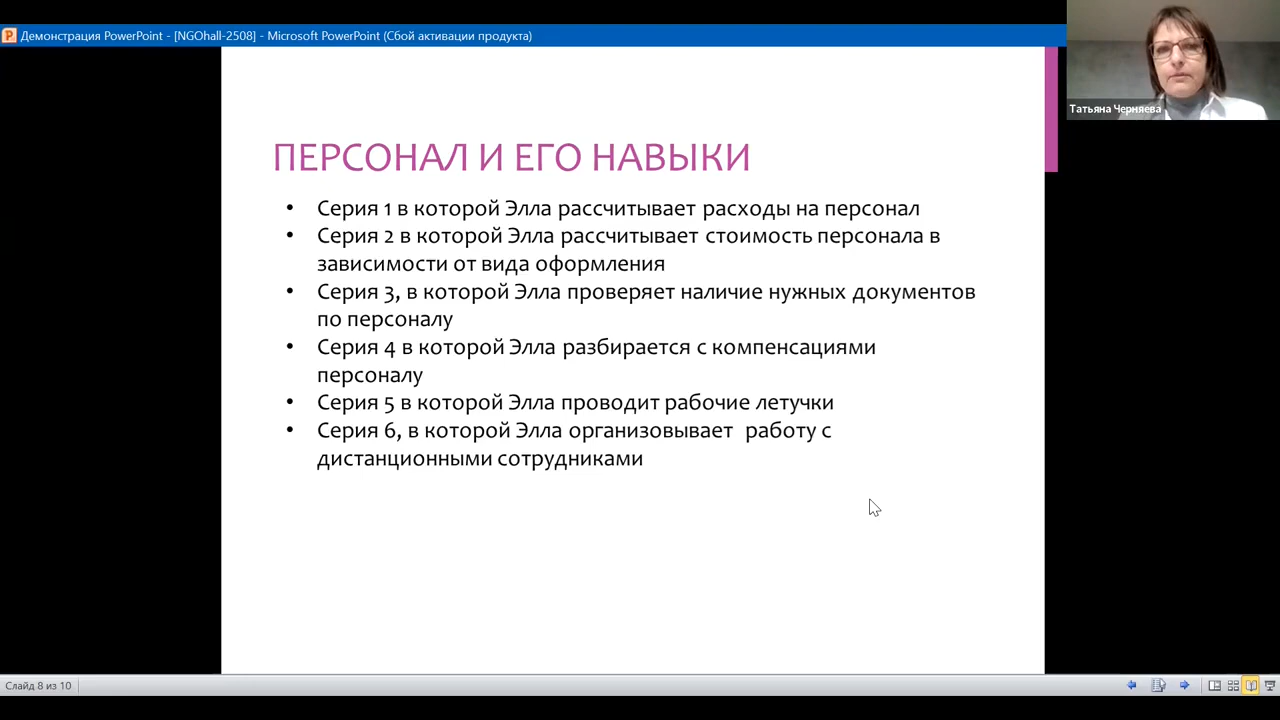 Демонстрация PowerPoint - [NGOhall-2508] - Microsoft PowerPoint (Сбой активации продукта)
Татьяна Черняева
ПЕРСОНАЛ И ЕГО НАВЫКИ
• Серия 1 в которой Элла рассчитывает расходы на персонал
• Серия 2 в которой Элла рассчитывает стоимость персонала в
зависимости от вида оформления
• Серия 3, в которой Элла проверяет наличие нужных документов
по персоналу
• Серия 4 в которой Элла разбирается с компенсациями
персоналу
• Серия 5 в которой Элла проводит рабочие летучки
• Серия 6, в которой Элла организовывает  работу с
дистанционными сотрудниками
Слайд 8 из 10